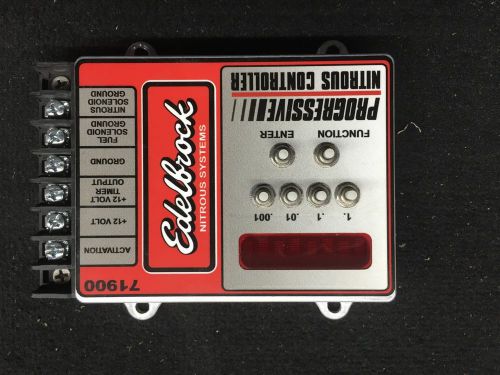 PROGRESSIVE
NITROUS CONTROLLER
FUNCTION
ENTER
1.
.1
.01
.001
Edelbrock
NITROUS SYSTEMS
71900
ACTIVATION
+12 VOLT
+12 VOLT
TIMER
OUTPUT
GROUND
FUEL
SOLENOID
GROUND
NITROUS
SOLENOID
GROUND